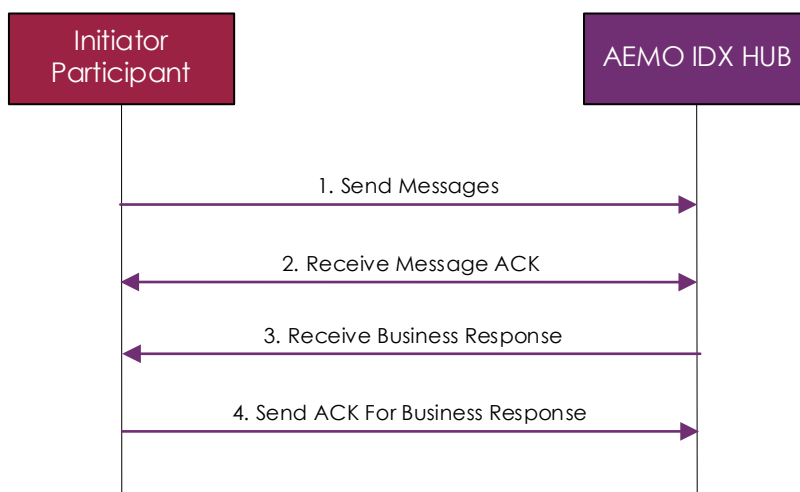 Initiator
Participant
AEMO IDX HUB
1. Send Messages
2. Receive Message ACK
3. Receive Business Response
4. Send ACK For Business Response